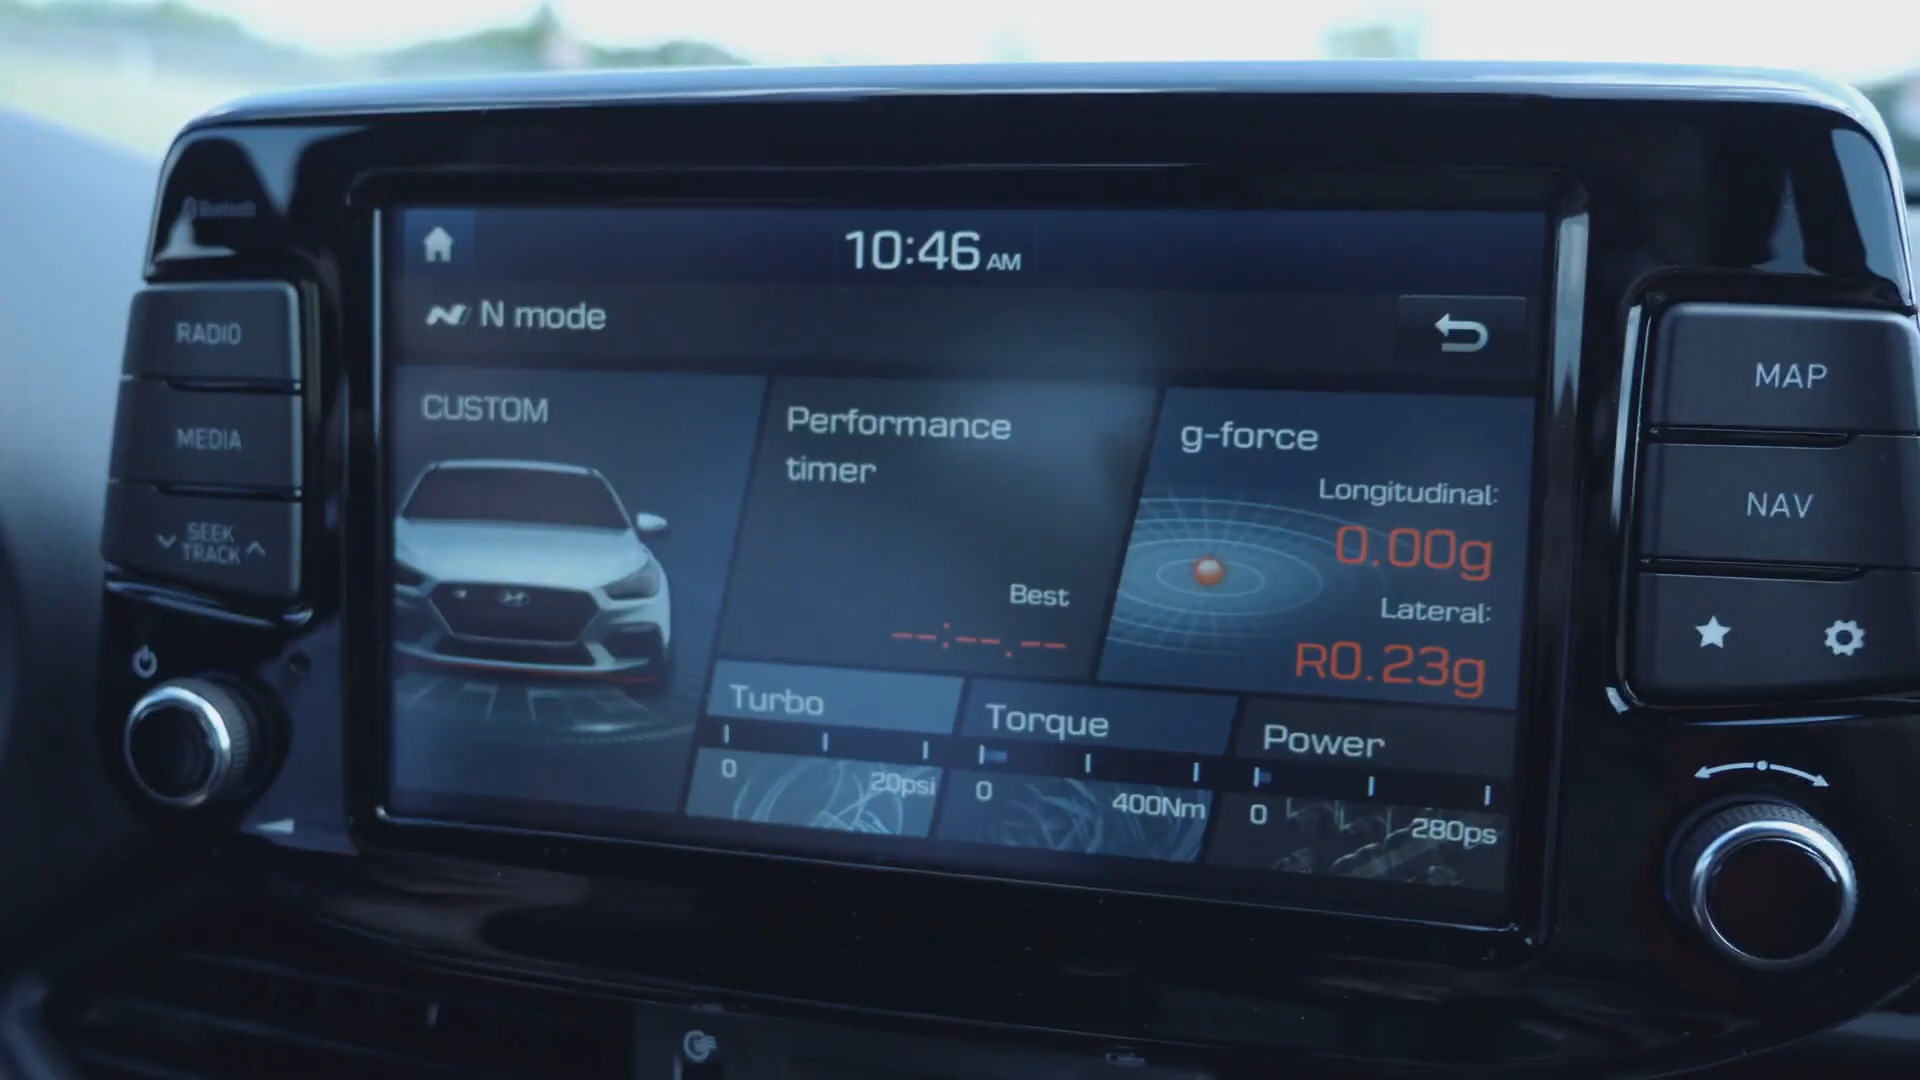 Bluetooth
10:46 AM
N mode
RADIO
MEDIA
SEEK
TRACK
CUSTOM
Performance
timer
Best
--:--.--
g-force
Longitudinal:
0.00g
Lateral:
R0.23g
Turbo
0 20psi
Torque
0 400Nm
Power
0 280ps
MAP
NAV